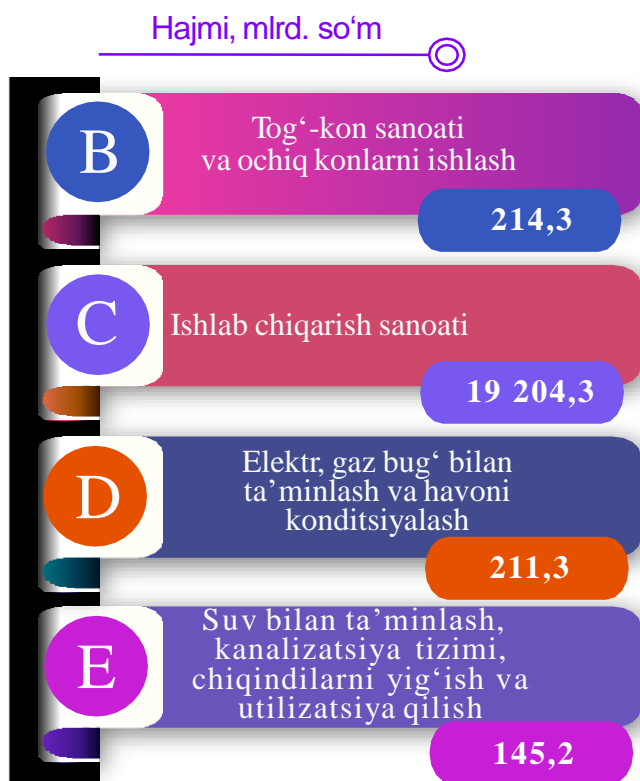 Hajmi, mlrd. so‘m
B
Tog‘-kon sanoati
va ochiq konlarni ishlash
214,3
C
Ishlab chiqarish sanoati
19 204,3
D
Elektr, gaz bug‘ bilan
ta’minlash va havoni
konditsiyalash
211,3
E
Suv bilan ta’minlash,
kanalizatsiya tizimi,
chiqindilarni yig‘ish va
utilizatsiya qilish
145,2